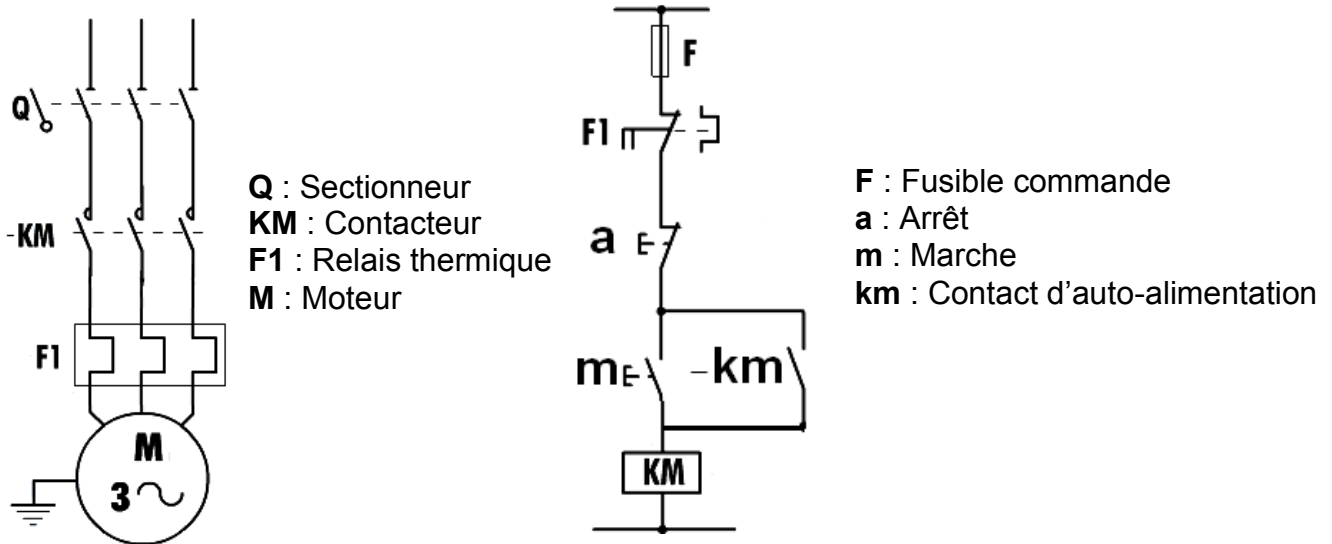 Q
-KM
F1
M
3
Q : Sectionneur
KM : Contacteur
F1 : Relais thermique
M : Moteur
F
F1
a
m
-km
KM
F : Fusible commande
a : Arrêt
m : Marche
km : Contact d’auto-alimentation